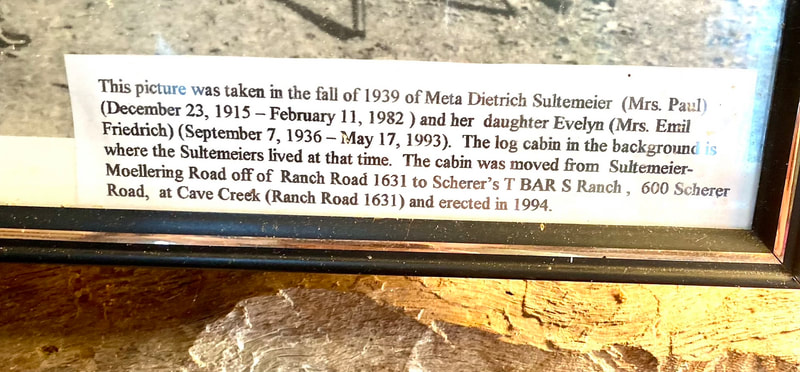 This picture was taken in the fall of 1939 of Meta Dietrich Sultemeier (Mrs. Paul)
(December 23, 1915 – February 11, 1982 ) and her daughter Evelyn (Mrs. Emil
Friedrich) (September 7, 1936 – May 17, 1993). The log cabin in the background is
where the Sultemeiers lived at that time. The cabin was moved from Sultemeier-
Moellering Road off of Ranch Road 1631 to Scherer's T BAR S Ranch , 600 Scherer
Road, at Cave Creek (Ranch Road 1631) and erected in 1994.